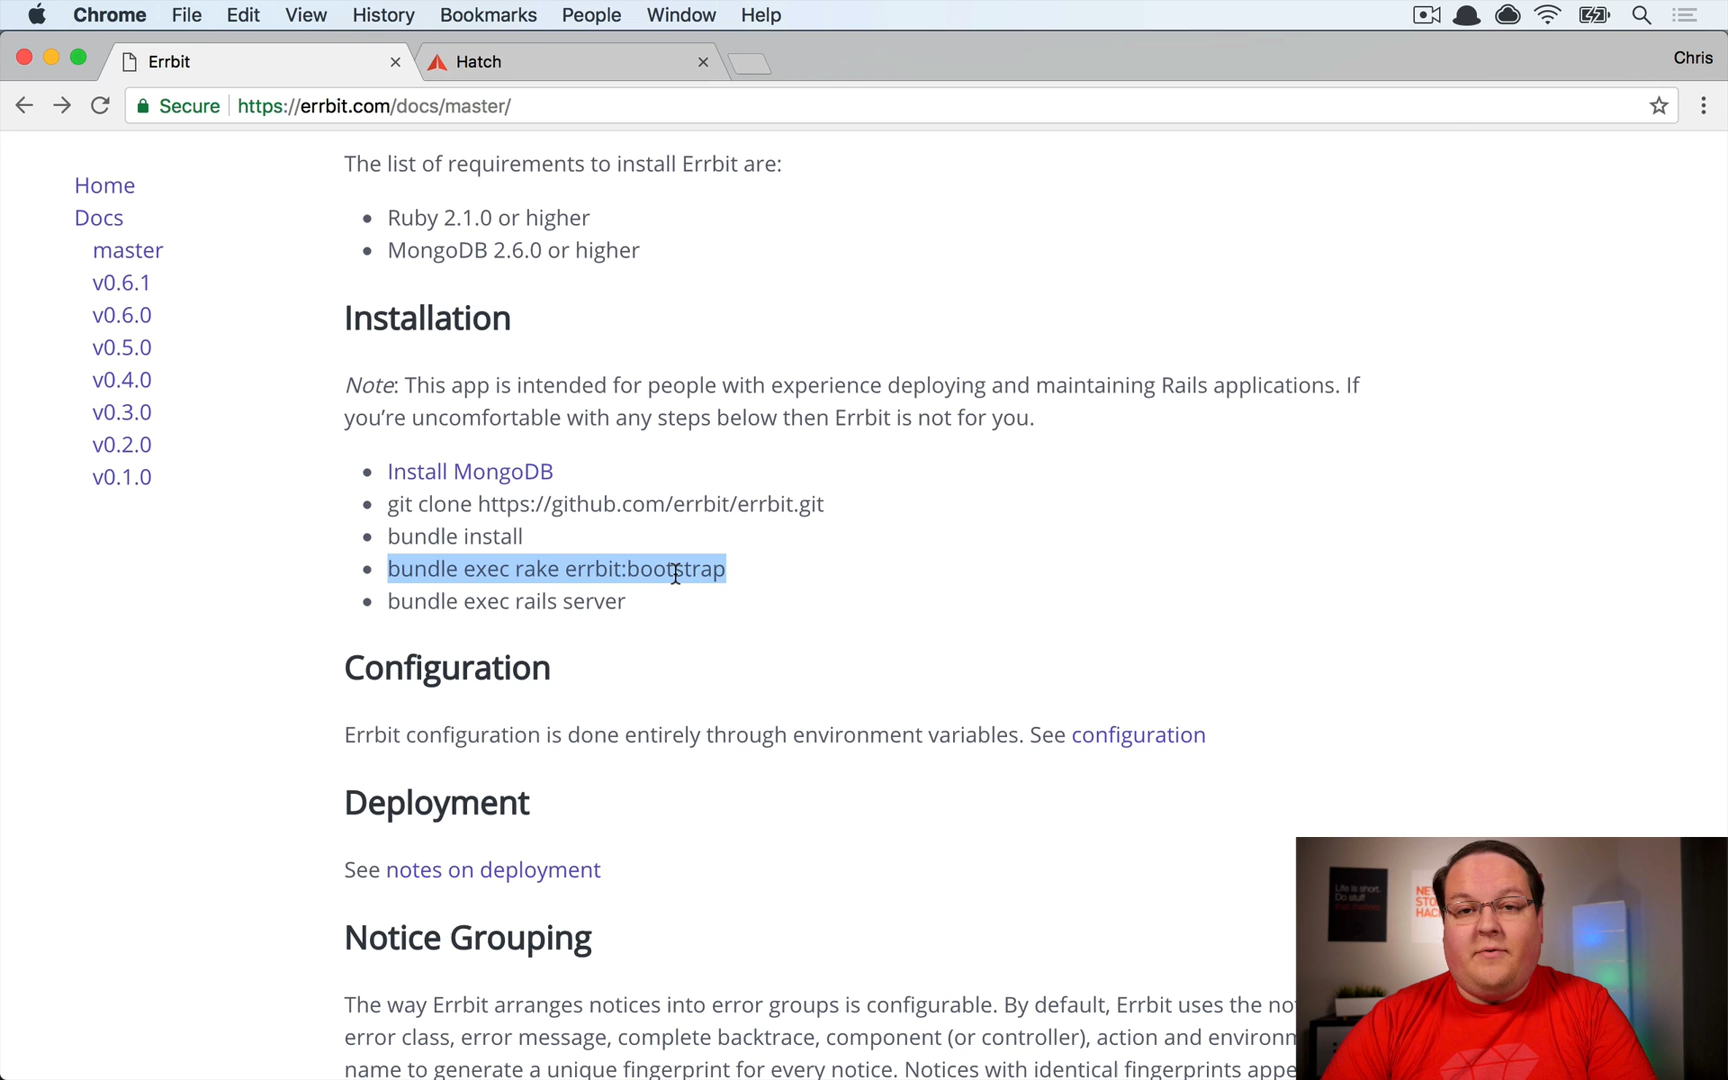 Chrome File Edit View History Bookmarks People Window Help
Errbit
Hatch
Chris
Secure https://errbit.com/docs/master/
Home
Docs
master
v0.6.1
v0.6.0
v0.5.0
v0.4.0
v0.3.0
v0.2.0
v0.1.0
The list of requirements to install Errbit are:
Ruby 2.1.0 or higher
MongoDB 2.6.0 or higher
Installation
Note: This app is intended for people with experience deploying and maintaining Rails applications. If
you’re uncomfortable with any steps below then Errbit is not for you.
Install MongoDB
git clone https://github.com/errbit/errbit.git
bundle install
bundle exec rake errbit:bootstrap
bundle exec rails server
Configuration
Errbit configuration is done entirely through environment variables. See configuration
Deployment
See notes on deployment
Notice Grouping
The way Errbit arranges notices into error groups is configurable. By default, Errbit uses the no
error class, error message, complete backtrace, component (or controller), action and environm
name to generate a unique fingerprint for every notice. Notices with identical fingerprints appe
Life is short.
Do stuff